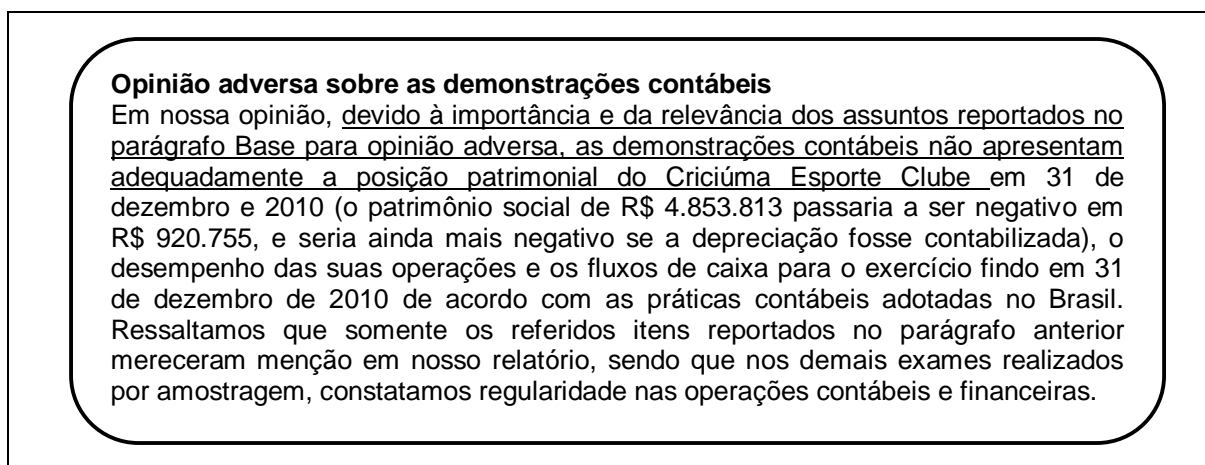 Opinião adversa sobre as demonstrações contábeis
Em nossa opinião, devido à importância e da relevância dos assuntos reportados no
parágrafo Base para opinião adversa, as demonstrações contábeis não apresentam
adequadamente a posição patrimonial do Criciúma Esporte Clube em 31 de
dezembro e 2010 (o patrimônio social de R$ 4.853.813 passaria a ser negativo em
R$ 920.755, e seria ainda mais negativo se a depreciação fosse contabilizada), o
desempenho das suas operações e os fluxos de caixa para o exercício findo em 31
de dezembro de 2010 de acordo com as práticas contábeis adotadas no Brasil.
Ressaltamos que somente os referidos itens reportados no parágrafo anterior
mereceram menção em nosso relatório, sendo que nos demais exames realizados
por amostragem, constatamos regularidade nas operações contábeis e financeiras.